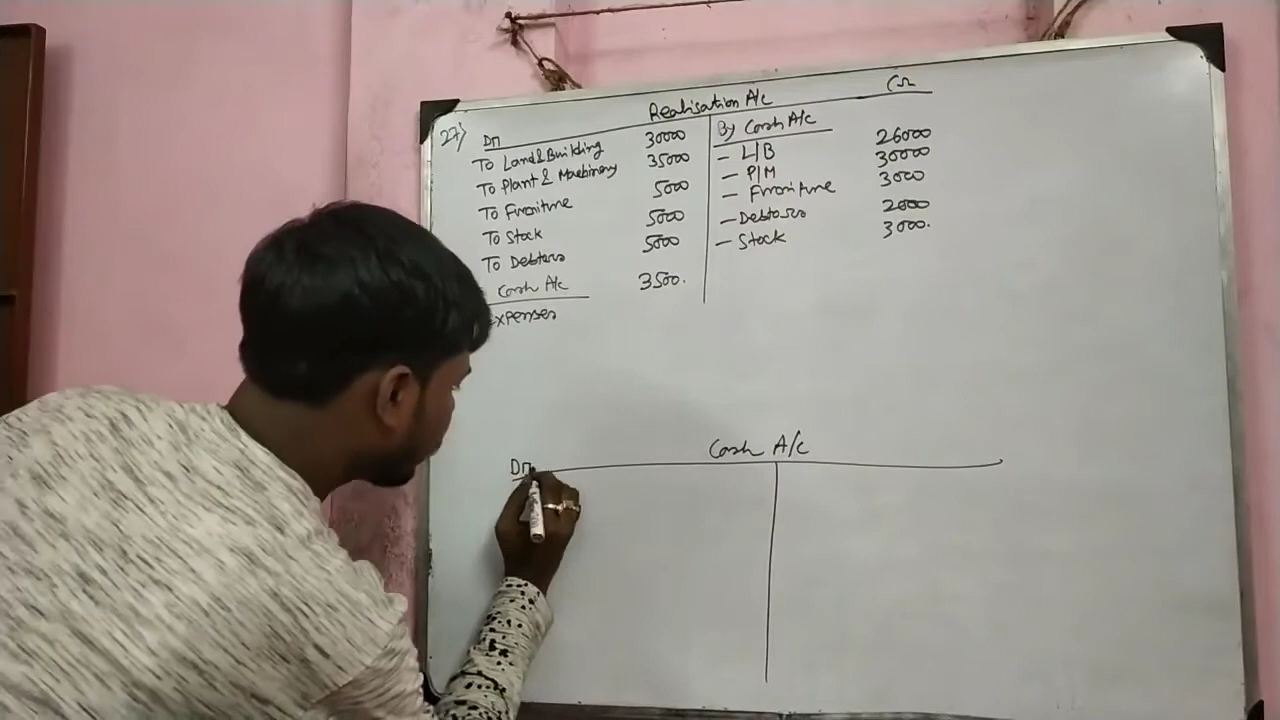 27) Realisation A/c
Dr Cr
To Land & Building 30000
To Plant & Machinery 35000
To Furniture 5000
To Stock 5000
To Debtors 5000
Cash A/c 3500.
Expenses
By Cash A/c
- L/B 26000
- P/M 30000
- Furniture 3000
- Debtors 2000
- Stock 3000.
Cash A/c
Dr